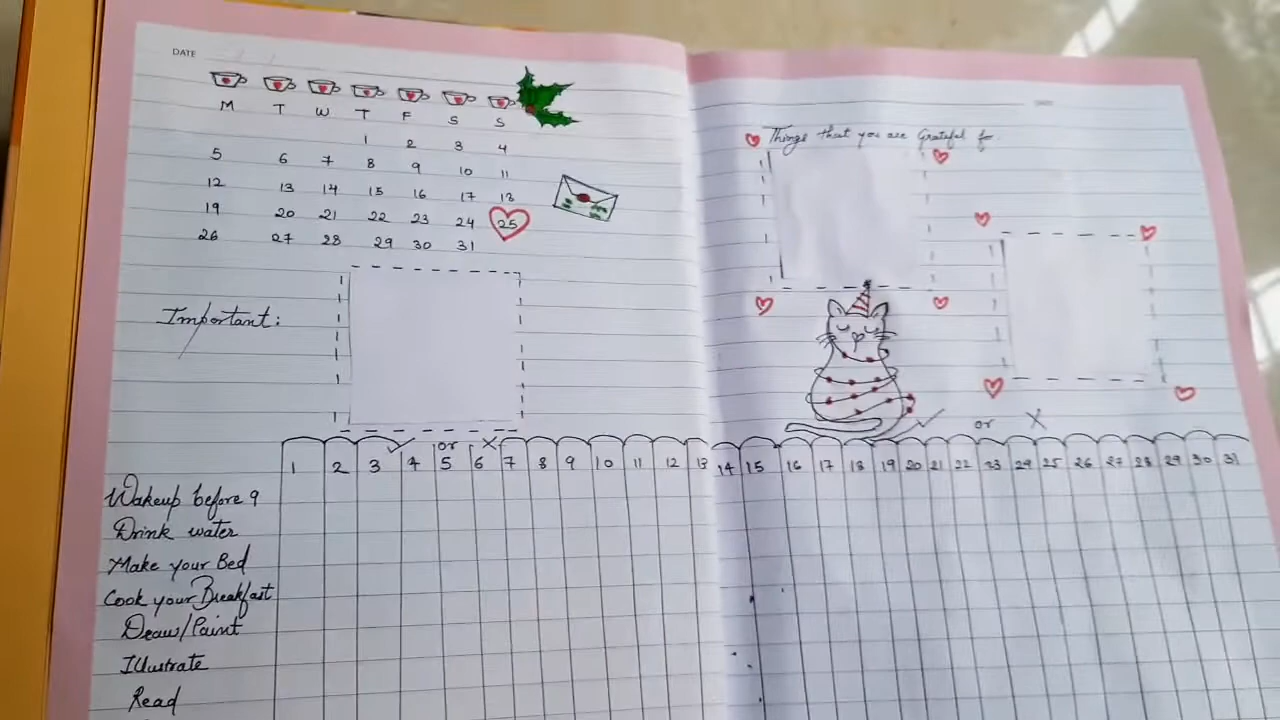 DATE
M T W T F S S
1 2 3 4
5 6 7 8 9 10 11
12 13 14 15 16 17 18
19 20 21 22 23 24 25
26 27 28 29 30 31
Important:
✓ or ✗
1 2 3 4 5 6 7 8 9 10 11 12 13
Wakeup before 9
Drink water
Make your Bed
Cook your Breakfast
Draw/Paint
Illustrate
Read
DATE
Things that you are Grateful f
✓ or ✗
14 15 16 17 18 19 20 21 22 23 24 25 26 27 28 29 30 31